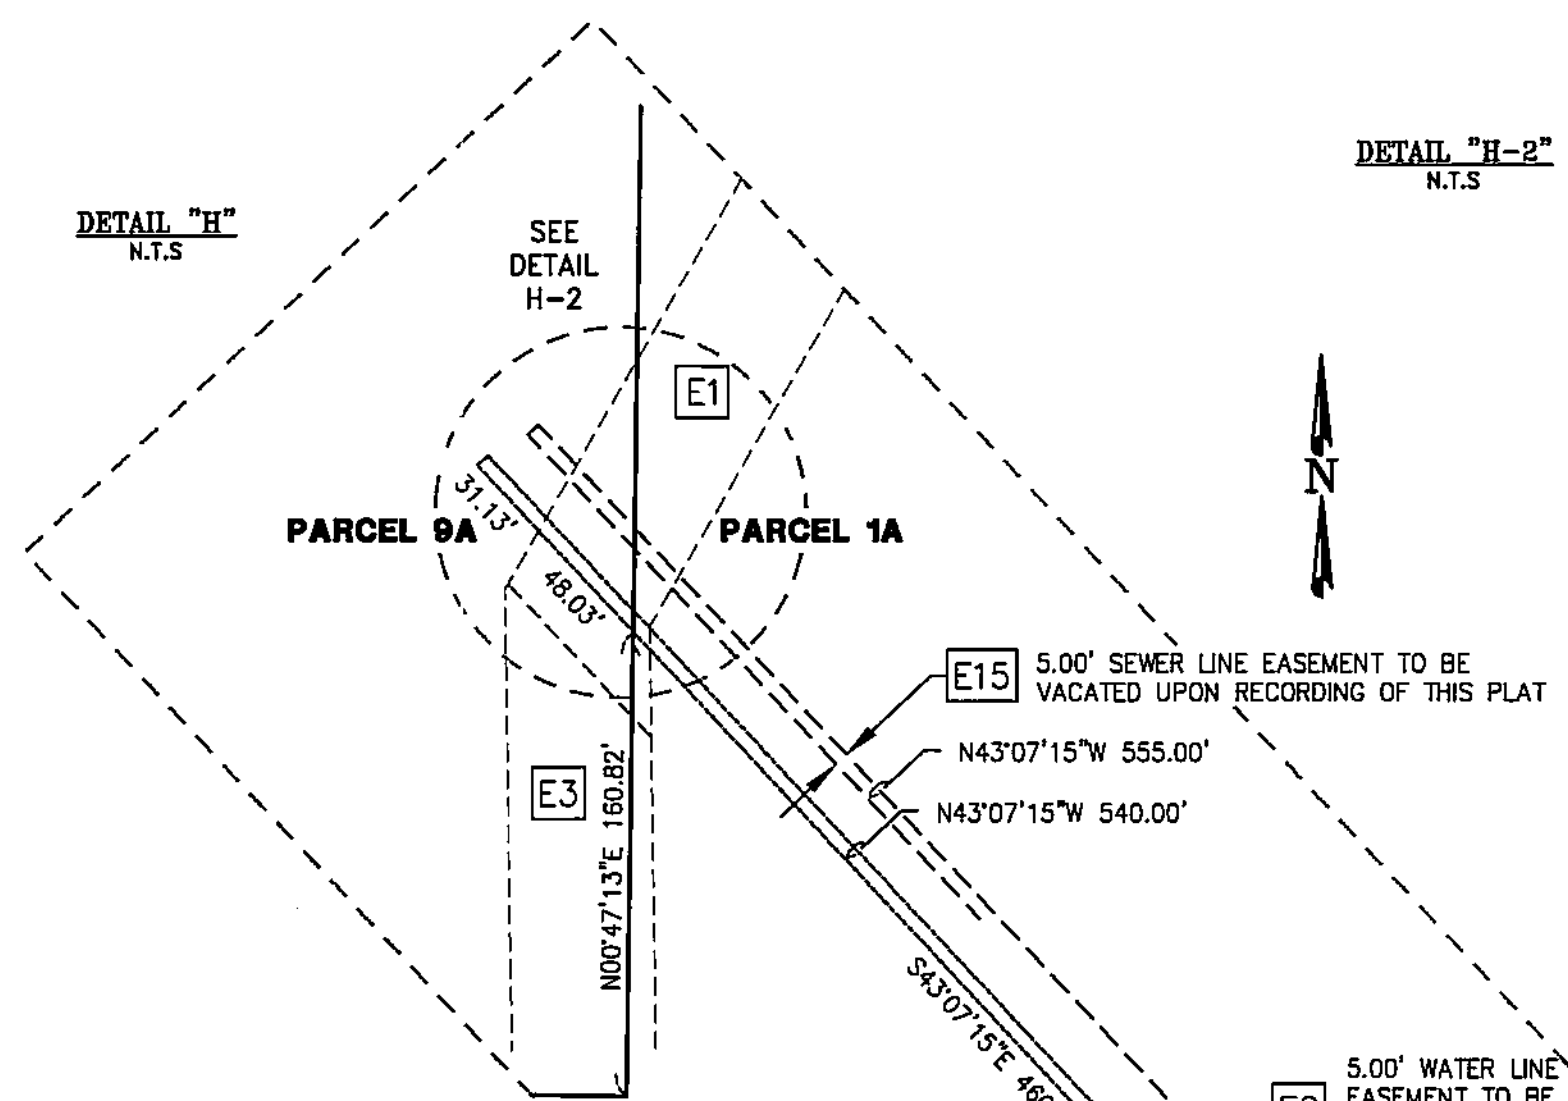 DETAIL "H-2"
N.T.S
DETAIL "H"
N.T.S
SEE
DETAIL
H-2
E1
31.13'
PARCEL 9A
PARCEL 1A
48.03'
E15
5.00' SEWER LINE EASEMENT TO BE
VACATED UPON RECORDING OF THIS PLAT
N
N43°07'15"W 555.00'
E3
N43°07'15"W 540.00'
N00°47'13"E 160.82'
S43°07'15"E
5.00' WATER LINE
EASEMENT TO BE